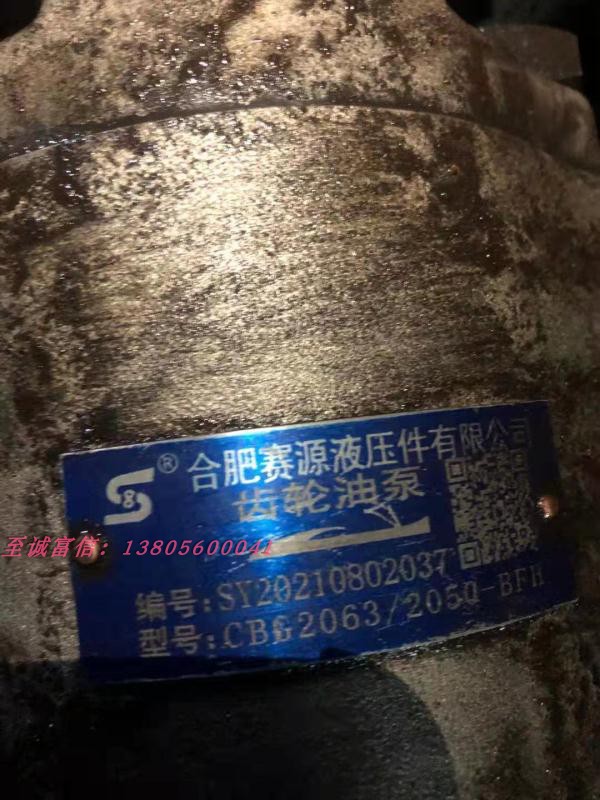 合肥赛源液压件有限公司
齿轮油泵
编号:SY20210802037
型号:CBG2063/2050-BFH
至诚富信：13805600041